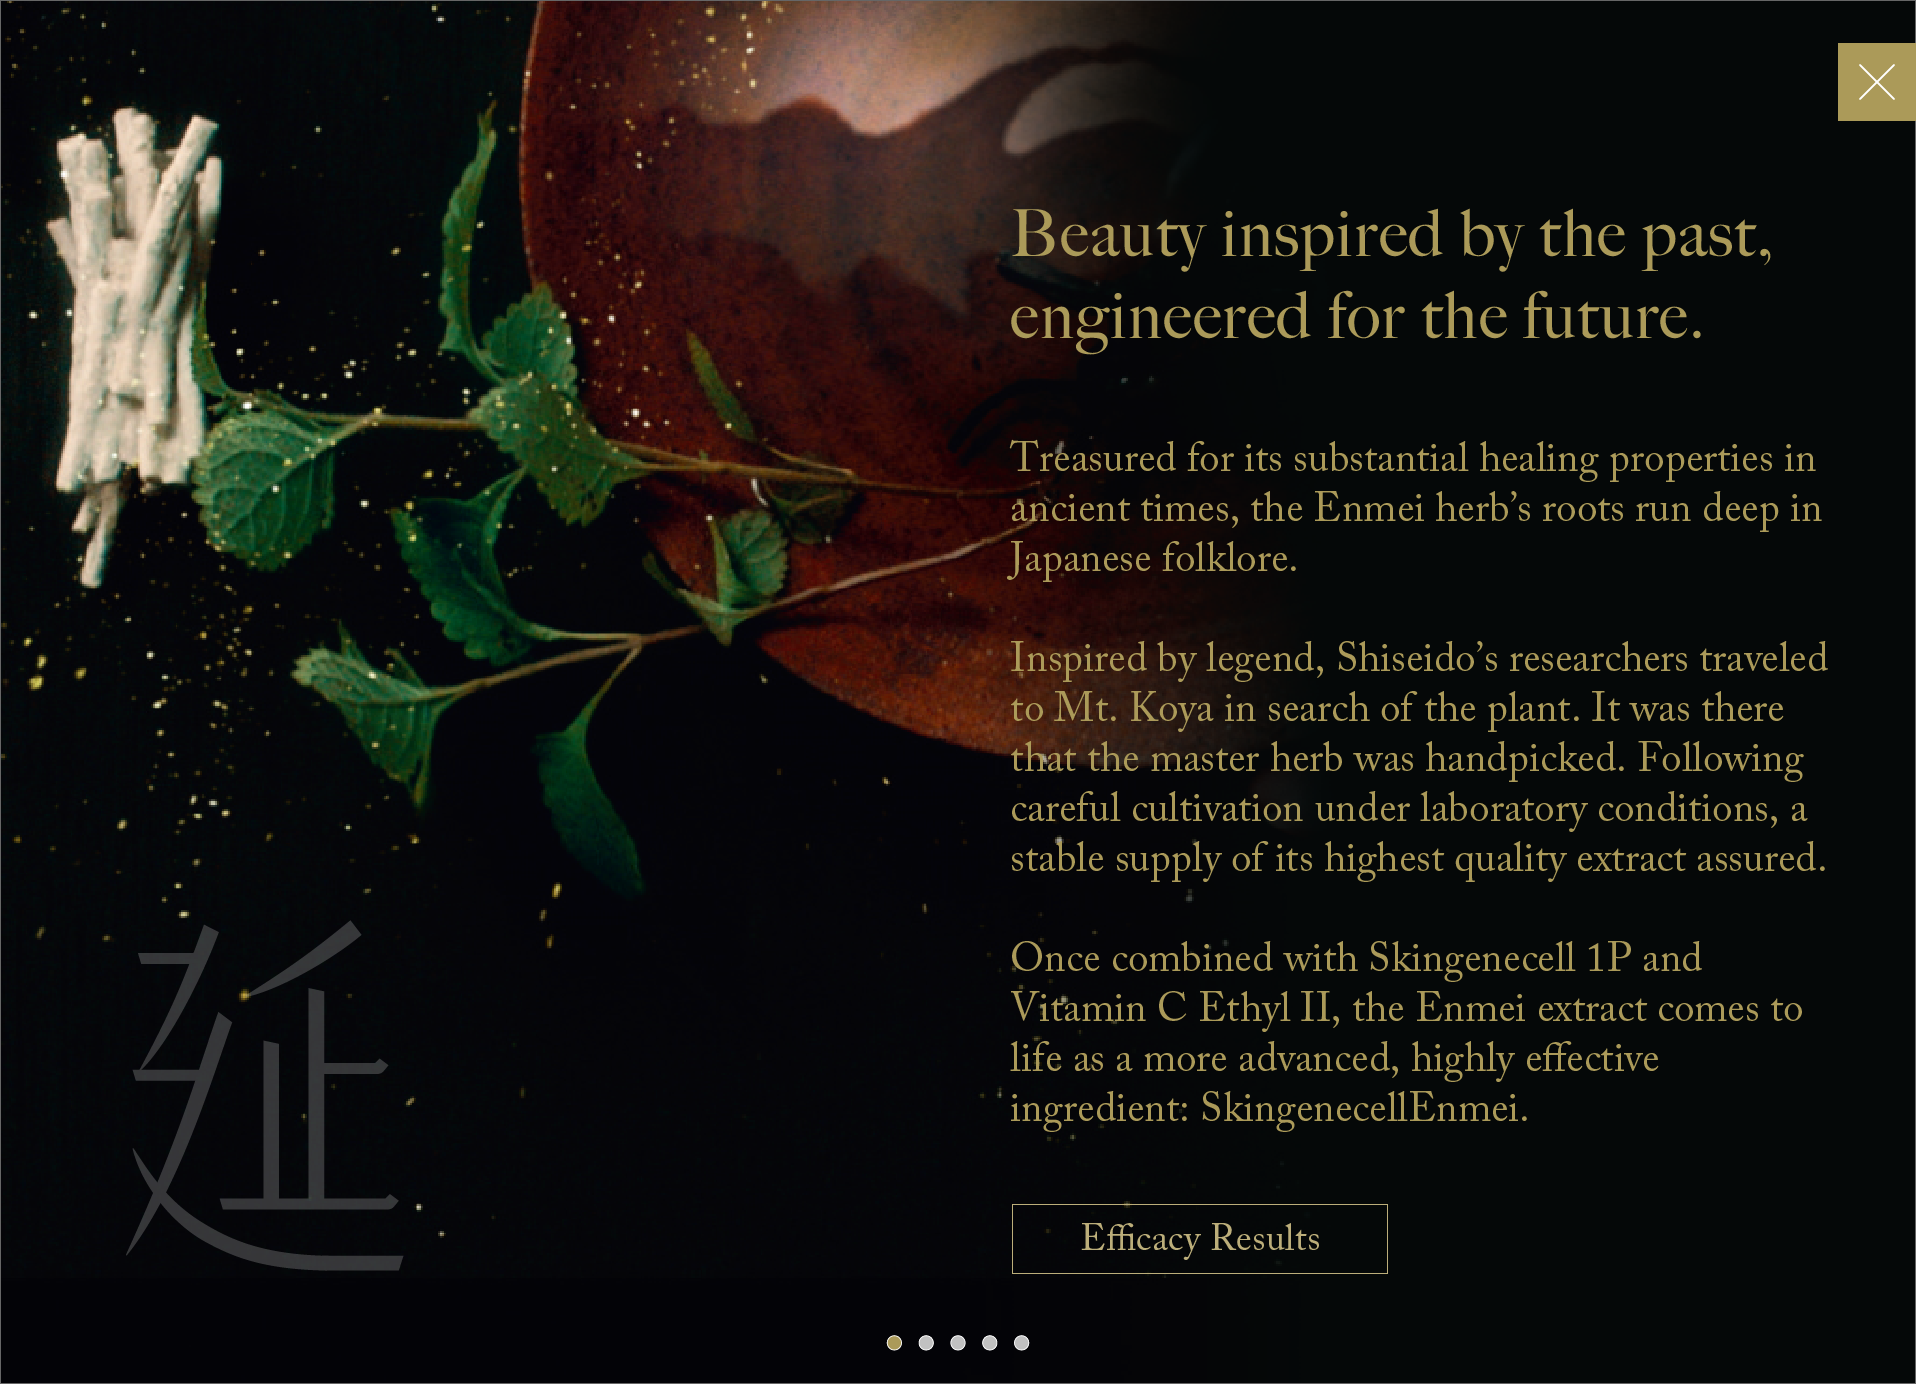 Beauty inspired by the past,
engineered for the future.
Treasured for its substantial healing properties in
ancient times, the Enmei herb’s roots run deep in
Japanese folklore.
Inspired by legend, Shiseido’s researchers traveled
to Mt. Koya in search of the plant. It was there
that the master herb was handpicked. Following
careful cultivation under laboratory conditions, a
stable supply of its highest quality extract assured.
Once combined with Skingenecell 1P and
Vitamin C Ethyl II, the Enmei extract comes to
life as a more advanced, highly effective
ingredient: SkingenecellEnmei.
Efficacy Results
延